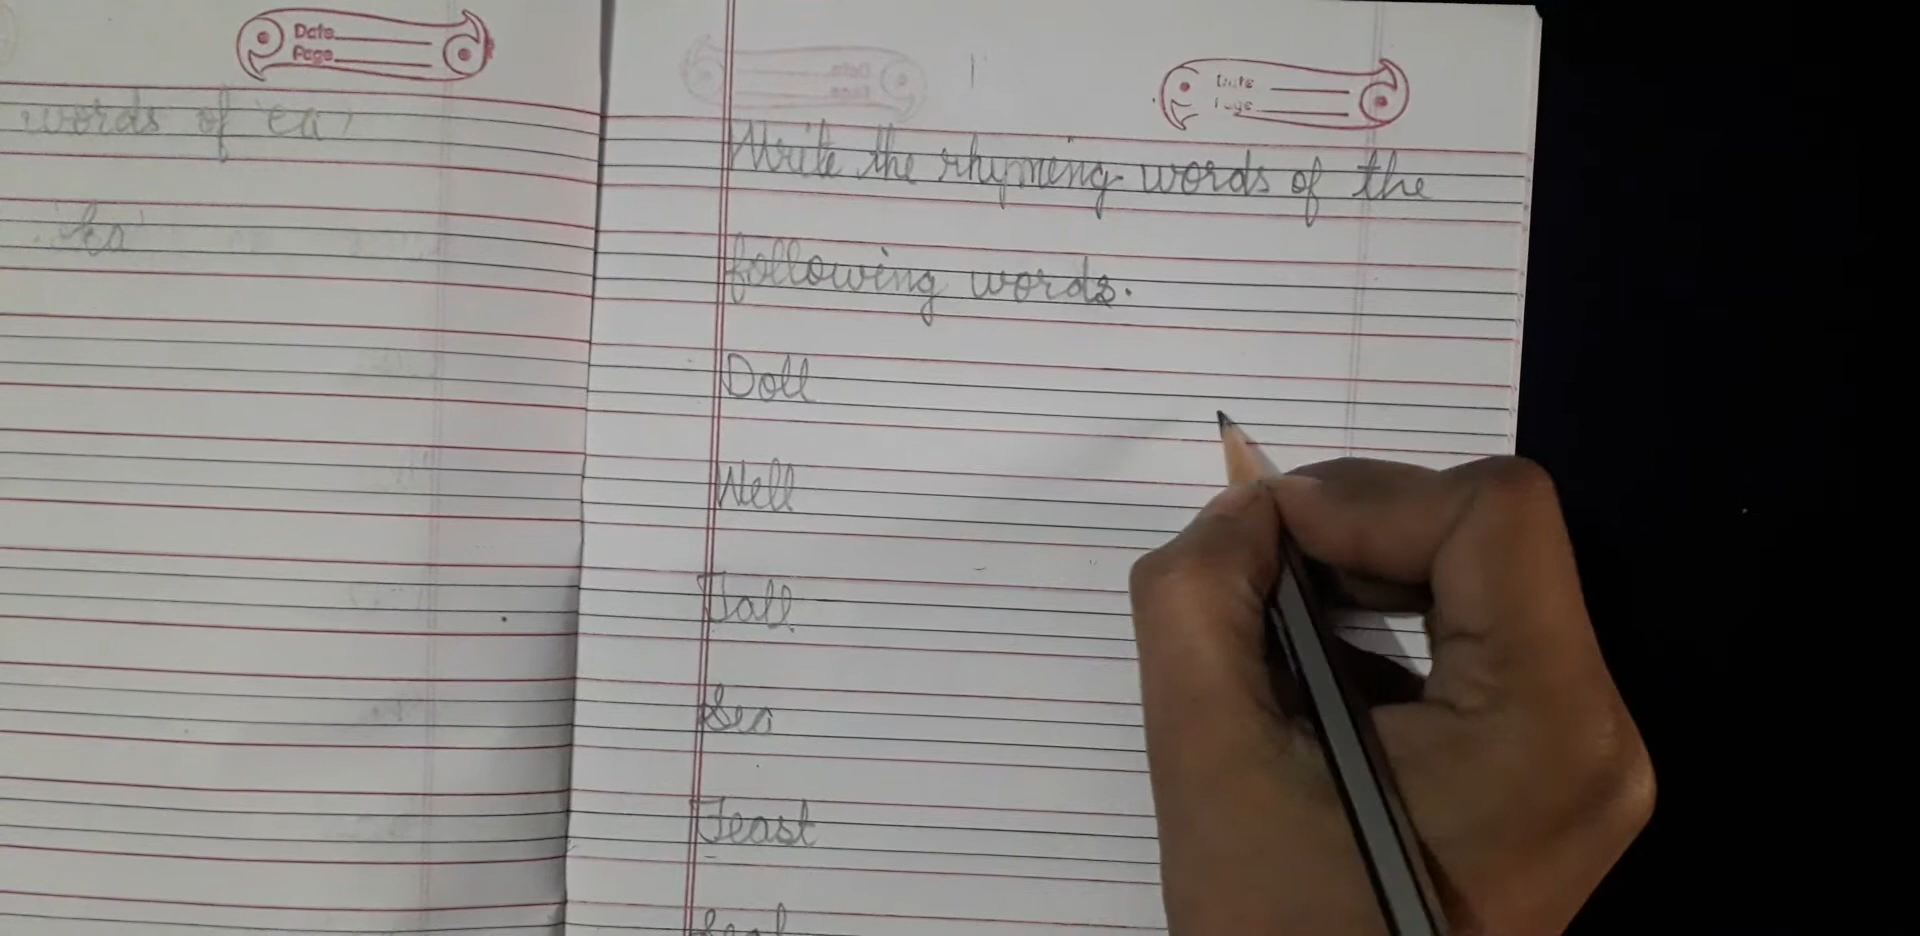 Date
Page
words of 'ea'
'ea'
Date
Page
Write the rhyming words of the
following words.
Doll
Well
Tall
Sea
Feast